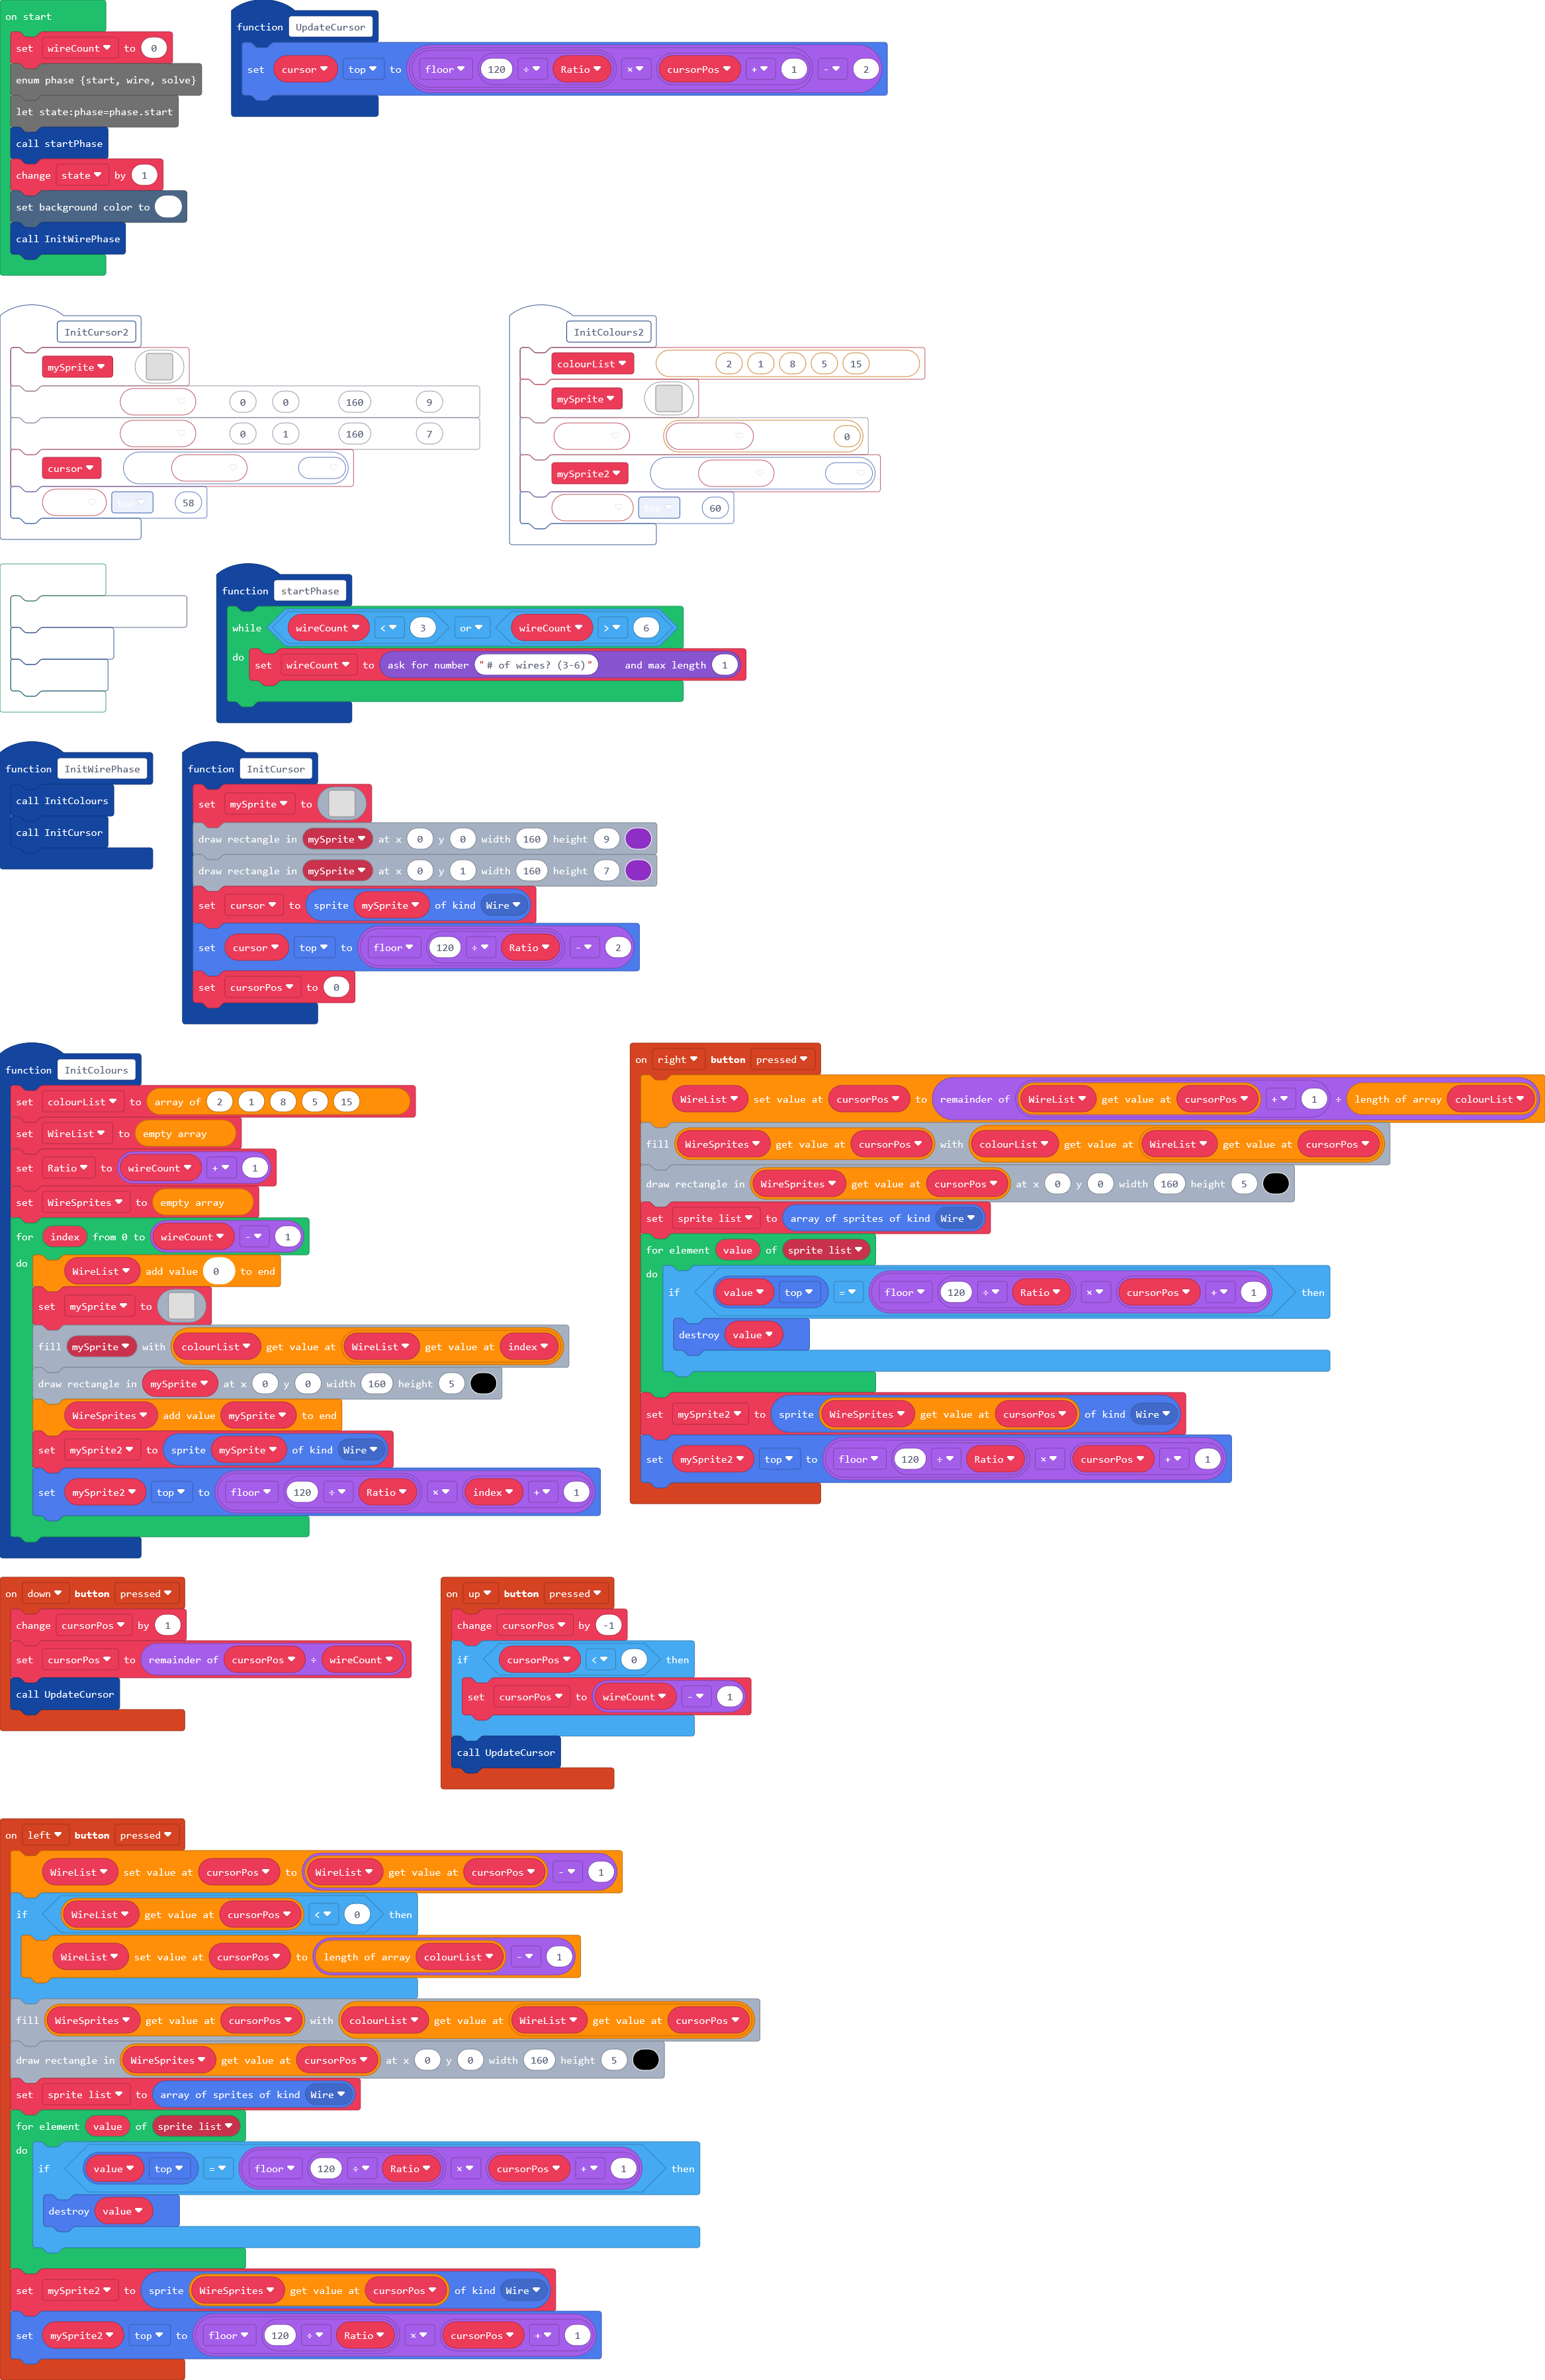 on start
set wireCount to 0
enum phase {start, wire, solve}
let state:phase=phase.start
call startPhase
change state by 1
set background color to
call InitWirePhase
function UpdateCursor
set cursor top to floor 120 ÷ Ratio × cursorPos + 1 - 2
InitCursor2
mySprite
0 0 160 9
0 1 160 7
cursor
top 58
InitColours2
colourList 2 1 8 5 15
mySprite
0
mySprite2
top 60
function startPhase
while wireCount < 3 or wireCount > 6
do set wireCount to ask for number "# of wires? (3-6)" and max length 1
function InitWirePhase
call InitColours
call InitCursor
function InitCursor
set mySprite to
draw rectangle in mySprite at x 0 y 0 width 160 height 9
draw rectangle in mySprite at x 0 y 1 width 160 height 7
set cursor to sprite mySprite of kind Wire
set cursor top to floor 120 ÷ Ratio - 2
set cursorPos to 0
function InitColours
set colourList to array of 2 1 8 5 15
set WireList to empty array
set Ratio to wireCount + 1
set WireSprites to empty array
for index from 0 to wireCount - 1
do WireList add value 0 to end
set mySprite to
fill mySprite with colourList get value at WireList get value at index
draw rectangle in mySprite at x 0 y 0 width 160 height 5
WireSprites add value mySprite to end
set mySprite2 to sprite mySprite of kind Wire
set mySprite2 top to floor 120 ÷ Ratio × index + 1
on right button pressed
WireList set value at cursorPos to remainder of WireList get value at cursorPos + 1 ÷ length of array colourList
fill WireSprites get value at cursorPos with colourList get value at WireList get value at cursorPos
draw rectangle in WireSprites get value at cursorPos at x 0 y 0 width 160 height 5
set sprite list to array of sprites of kind Wire
for element value of sprite list
do if value top = floor 120 ÷ Ratio × cursorPos + 1 then
destroy value
set mySprite2 to sprite WireSprites get value at cursorPos of kind Wire
set mySprite2 top to floor 120 ÷ Ratio × cursorPos + 1
on down button pressed
change cursorPos by 1
set cursorPos to remainder of cursorPos ÷ wireCount
call UpdateCursor
on up button pressed
change cursorPos by -1
if cursorPos < 0 then
set cursorPos to wireCount - 1
call UpdateCursor
on left button pressed
WireList set value at cursorPos to WireList get value at cursorPos - 1
if WireList get value at cursorPos < 0 then
WireList set value at cursorPos to length of array colourList - 1
fill WireSprites get value at cursorPos with colourList get value at WireList get value at cursorPos
draw rectangle in WireSprites get value at cursorPos at x 0 y 0 width 160 height 5
set sprite list to array of sprites of kind Wire
for element value of sprite list
do if value top = floor 120 ÷ Ratio × cursorPos + 1 then
destroy value
set mySprite2 to sprite WireSprites get value at cursorPos of kind Wire
set mySprite2 top to floor 120 ÷ Ratio × cursorPos + 1